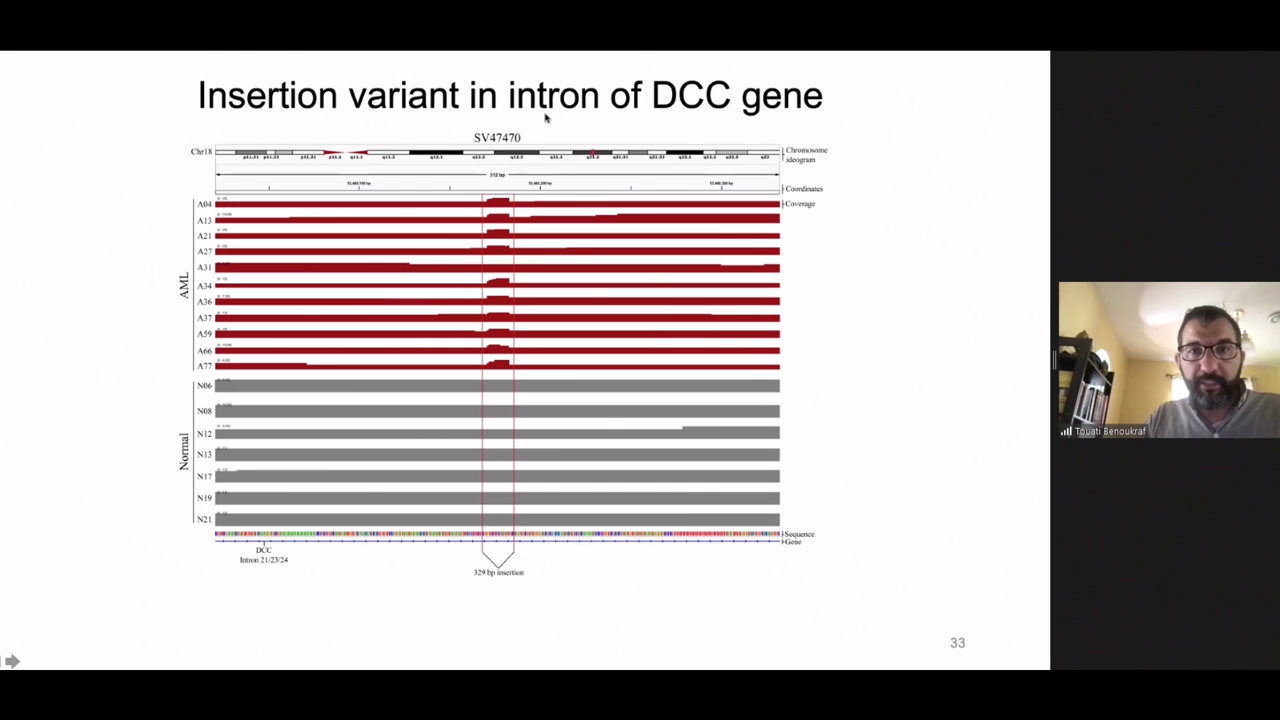 Insertion variant in intron of DCC gene
SV47470
Chr18
Chromosome
ideogram
312 bp
Coordinates
Coverage
AML
A04
A13
A21
A27
A31
A34
A36
A37
A59
A66
A77
Normal
N06
N08
N12
N13
N17
N19
N21
Sequence
Gene
DCC
Intron 21/23/24
329 bp insertion
33
Touati Benoukraf